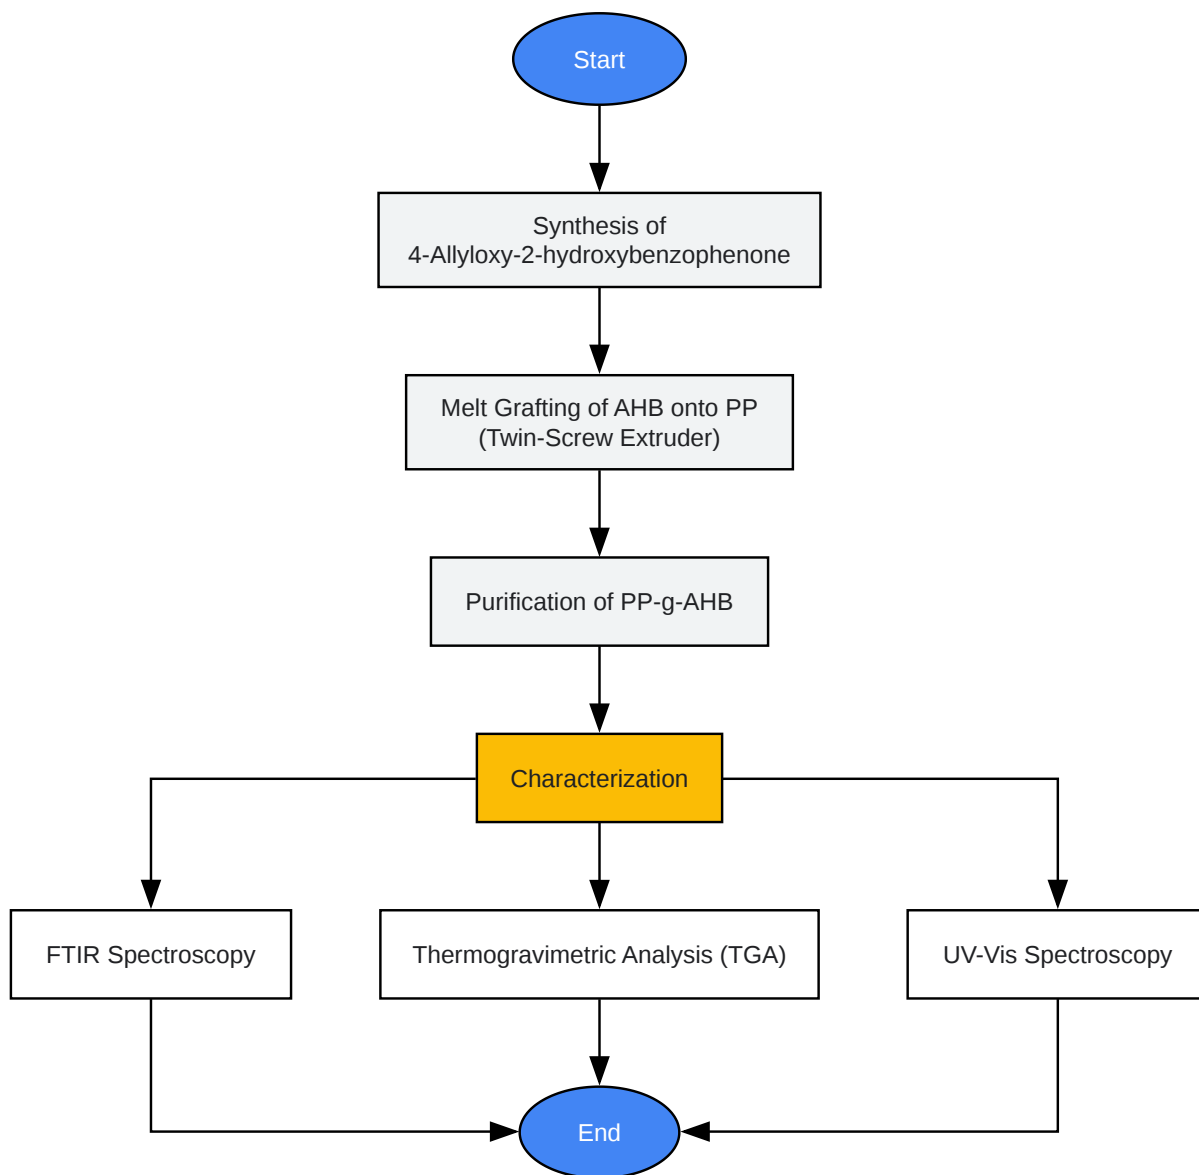 Start
Synthesis of
4-Allyloxy-2-hydroxybenzophenone
Melt Grafting of AHB onto PP
(Twin-Screw Extruder)
Purification of PP-g-AHB
Characterization
FTIR Spectroscopy
Thermogravimetric Analysis (TGA)
UV-Vis Spectroscopy
End